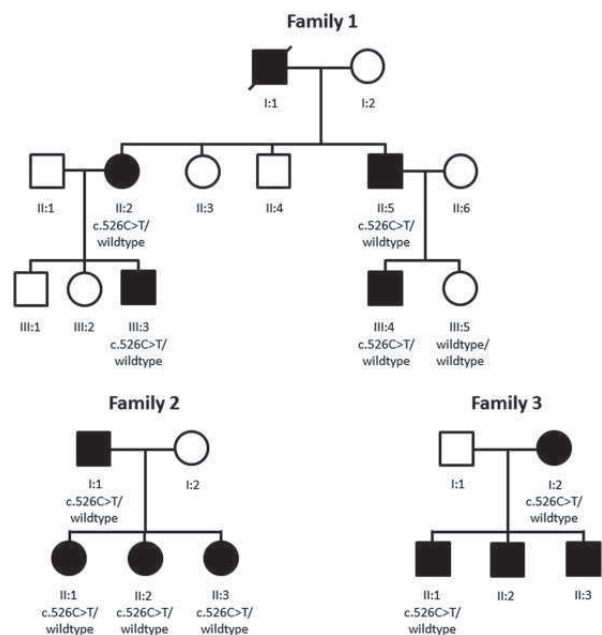 Family 1
I:1 I:2
II:1 II:2 II:3 II:4 II:5 II:6
c.526C>T/ c.526C>T/
wildtype wildtype
III:1 III:2 III:3 III:4 III:5
c.526C>T/ c.526C>T/ wildtype/
wildtype wildtype wildtype
Family 2 Family 3
I:1 I:2 I:1 I:2
c.526C>T/ c.526C>T/
wildtype wildtype
II:1 II:2 II:3 II:1 II:2 II:3
c.526C>T/ c.526C>T/ c.526C>T/ c.526C>T/
wildtype wildtype wildtype wildtype